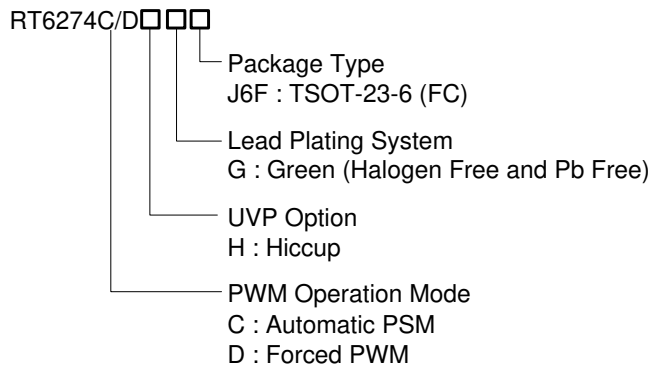 RT6274C/D□□□
Package Type
J6F : TSOT-23-6 (FC)
Lead Plating System
G : Green (Halogen Free and Pb Free)
UVP Option
H : Hiccup
PWM Operation Mode
C : Automatic PSM
D : Forced PWM